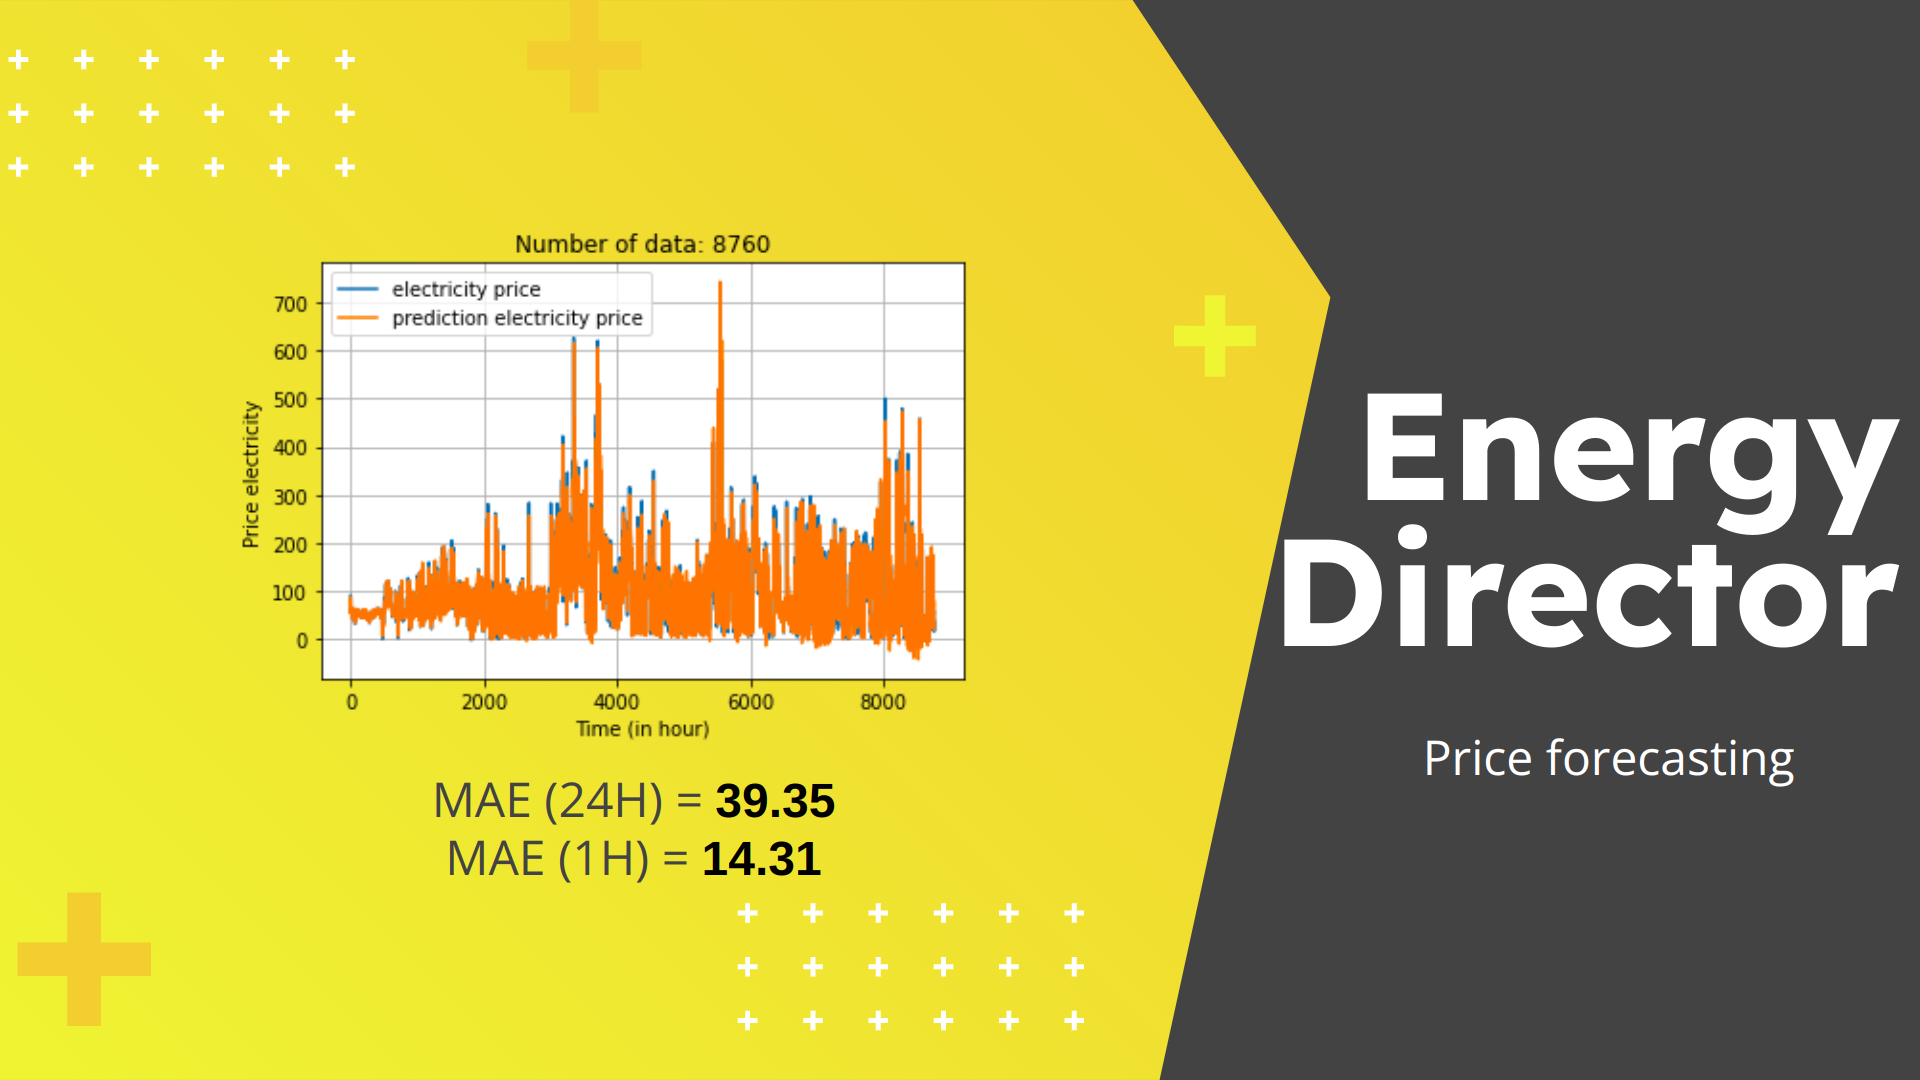 Number of data: 8760
electricity price
prediction electricity price
700
600
500
400
300
200
100
0
Price electricity
0 2000 4000 6000 8000
Time (in hour)
MAE (24H) = 39.35
MAE (1H) = 14.31
Energy
Director
Price forecasting